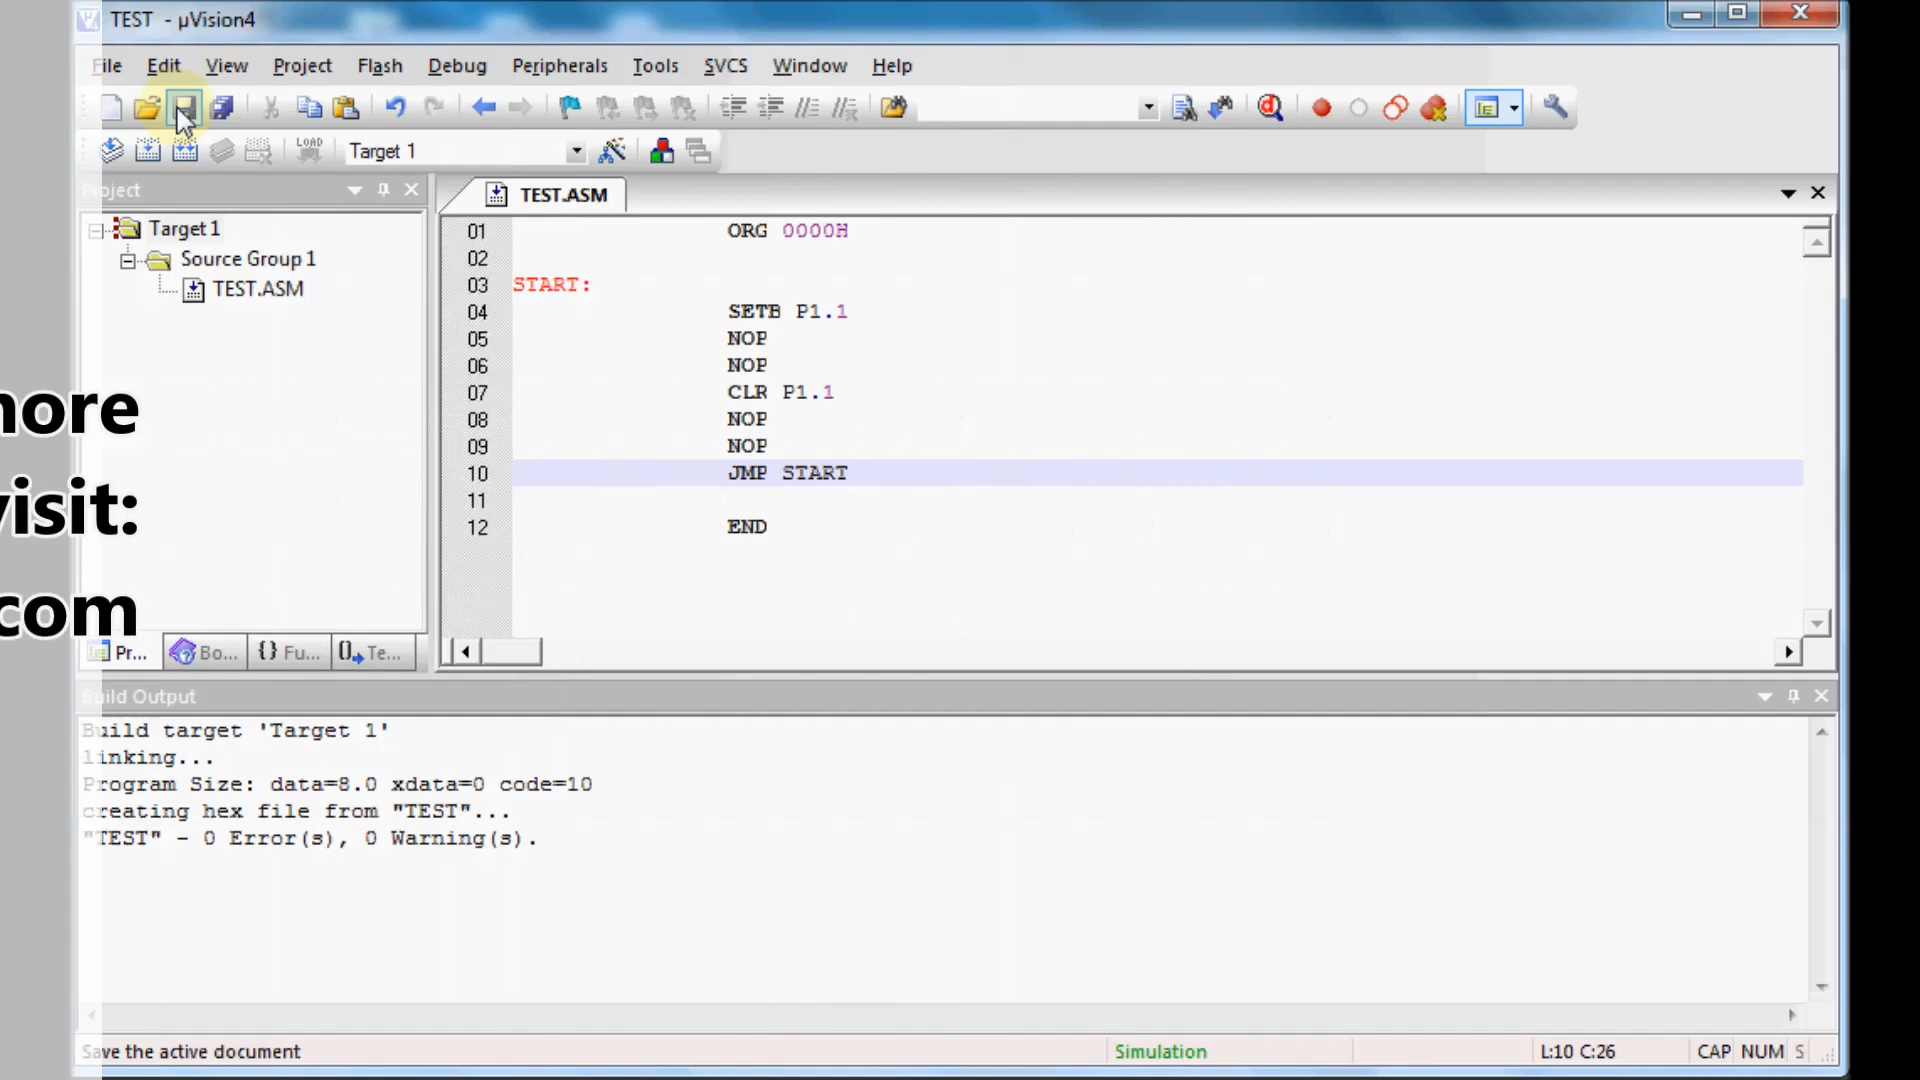 TEST - µVision4
File Edit View Project Flash Debug Peripherals Tools SVCS Window Help
LOAD
Target 1
Project
TEST.ASM
Target 1
Source Group 1
TEST.ASM
01 ORG 0000H
02
03 START:
04 SETB P1.1
05 NOP
06 NOP
07 CLR P1.1
08 NOP
09 NOP
10 JMP START
11
12 END
more
visit:
.com
Pr... Bo... {} Fu... Te...
Build Output
Build target 'Target 1'
linking...
Program Size: data=8.0 xdata=0 code=10
creating hex file from "TEST"...
"TEST" - 0 Error(s), 0 Warning(s).
Save the active document Simulation L:10 C:26 CAP NUM S